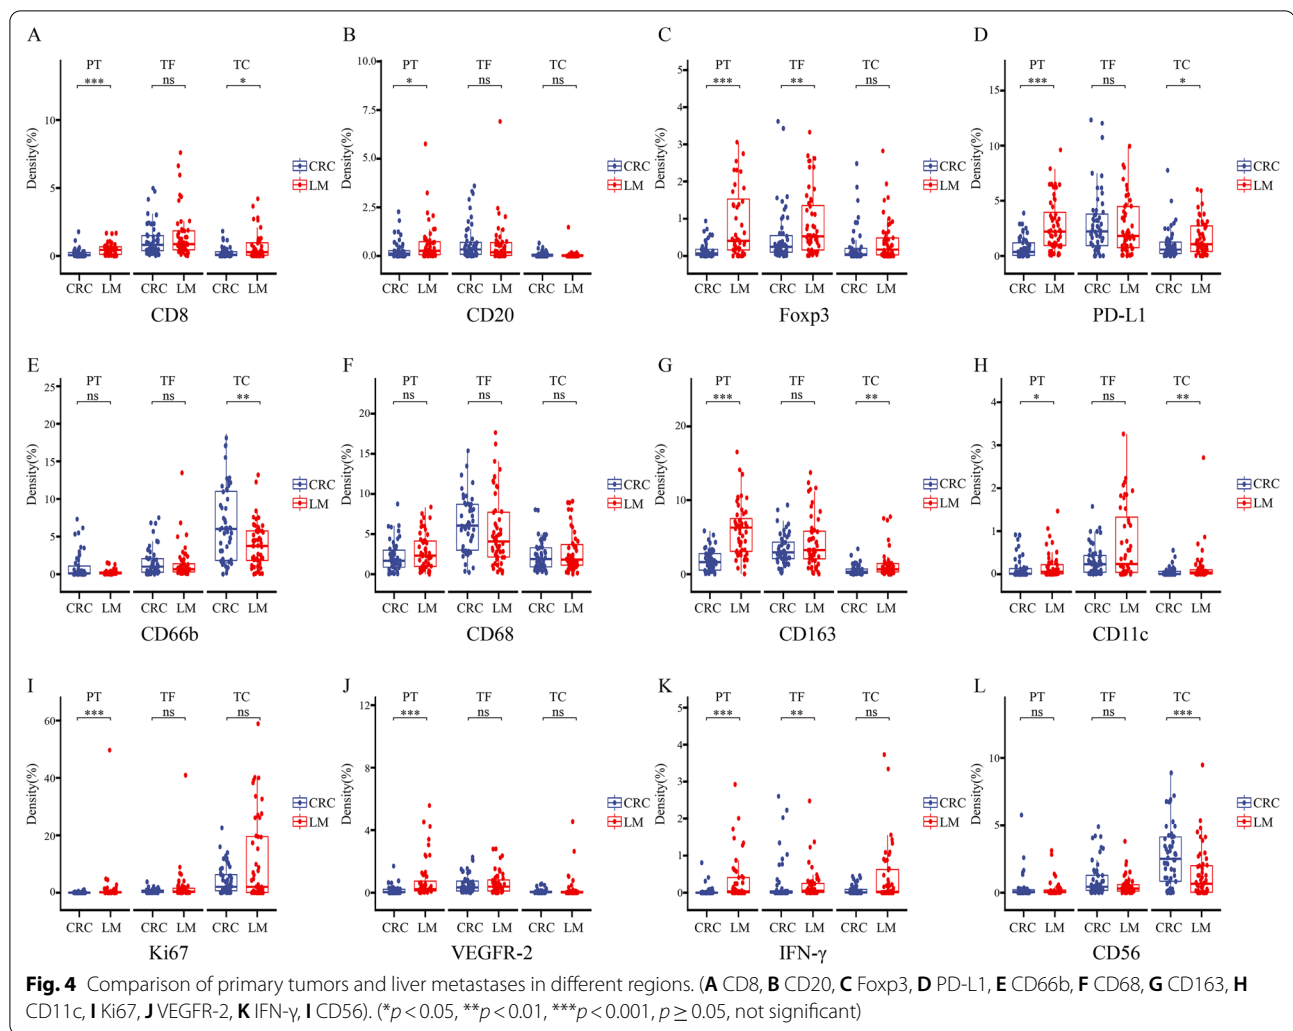 A B C D
PT TF TC PT TF TC PT TF TC PT TF TC
*** ns * * ns ns *** ** ns *** ns *
Density(%) Density(%) Density(%) Density(%)
10 5 0
10.0 7.5 5.0 2.5 0.0
5 4 3 2 1 0
15 10 5 0
CRC LM CRC LM CRC LM CRC LM
CRC LM CRC LM CRC LM CRC LM CRC LM CRC LM CRC LM CRC LM CRC LM CRC LM CRC LM CRC LM
CD8 CD20 Foxp3 PD-L1
E F G H
PT TF TC PT TF TC PT TF TC PT TF TC
ns ns ** ns ns ns *** ns ** * ns **
Density(%) Density(%) Density(%) Density(%)
25 20 15 10 5 0
20 15 10 5 0
20 10 0
4 3 2 1 0
CRC LM CRC LM CRC LM CRC LM
CRC LM CRC LM CRC LM CRC LM CRC LM CRC LM CRC LM CRC LM CRC LM CRC LM CRC LM CRC LM
CD66b CD68 CD163 CD11c
I J K L
PT TF TC PT TF TC PT TF TC PT TF TC
*** ns ns *** ns ns *** ** ns ns ns ***
Density(%) Density(%) Density(%) Density(%)
60 40 20 0
12 8 4 0
5 4 3 2 1 0
10 5 0
CRC LM CRC LM CRC LM CRC LM
CRC LM CRC LM CRC LM CRC LM CRC LM CRC LM CRC LM CRC LM CRC LM CRC LM CRC LM CRC LM
Ki67 VEGFR-2 IFN-γ CD56
Fig. 4 Comparison of primary tumors and liver metastases in different regions. (A CD8, B CD20, C Foxp3, D PD-L1, E CD66b, F CD68, G CD163, H
CD11c, I Ki67, J VEGFR-2, K IFN-γ, I CD56). (*p < 0.05, **p < 0.01, ***p < 0.001, p ≥ 0.05, not significant)